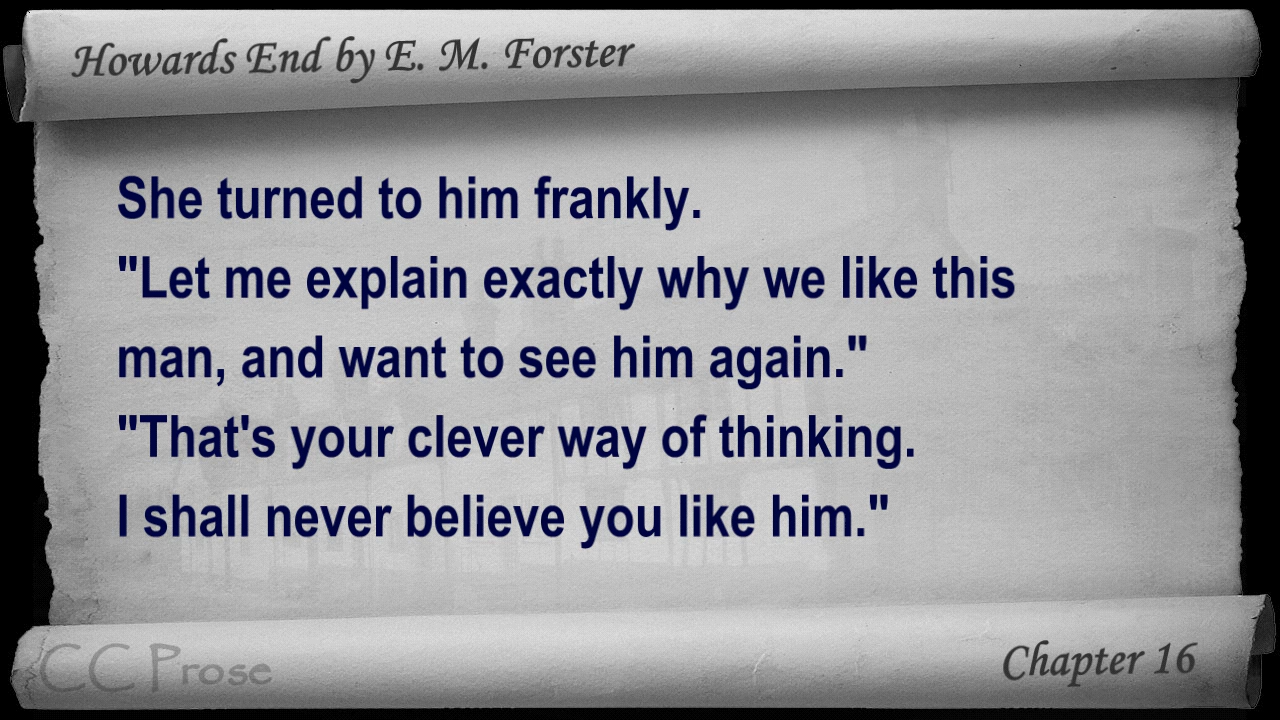 Howards End by E. M. Forster
She turned to him frankly.
"Let me explain exactly why we like this
man, and want to see him again."
"That's your clever way of thinking.
I shall never believe you like him."
CC Prose
Chapter 16